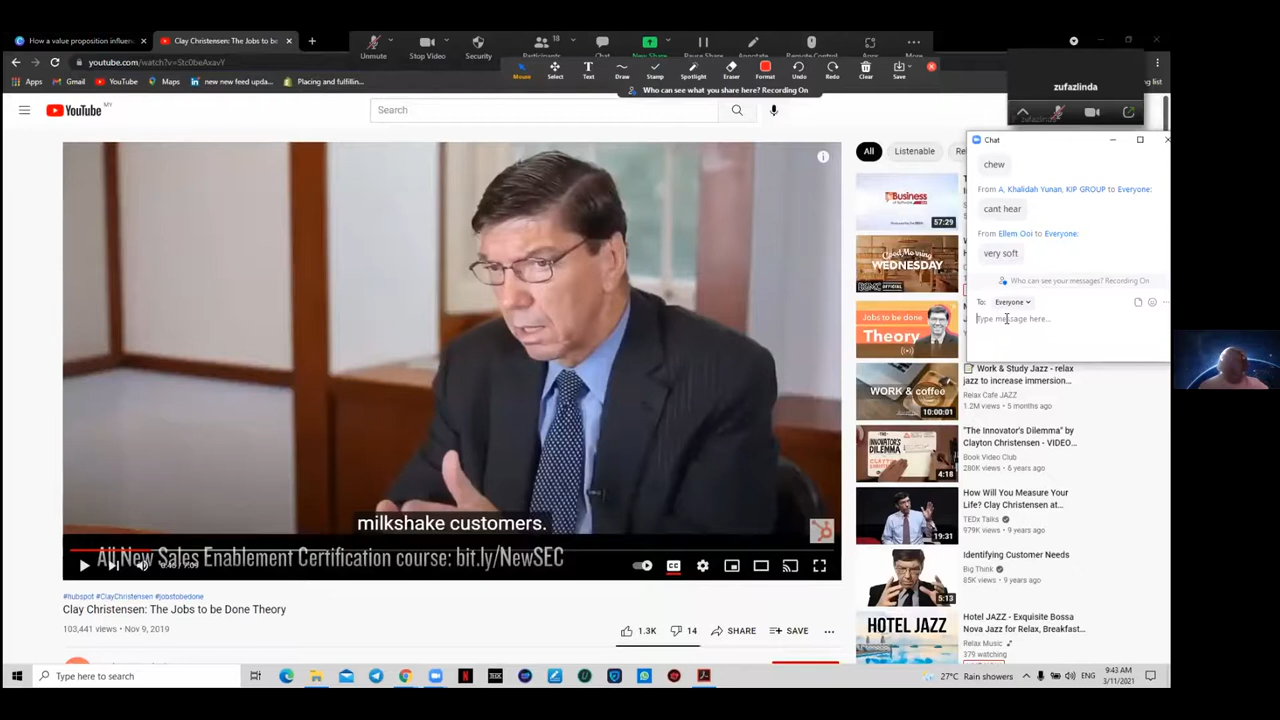 How a value proposition influenc
Clay Christensen: The Jobs to be
youtube.com/watch?v=Stc0beAxavY
Unmute
Stop Video
Security
Participants
18
Chat
New Share
Pause Share
Annotate
Remote Control
Apps
More
Apps
Gmail
YouTube
Maps
new new feed upda...
Placing and fulfillin...
Mouse
Select
Text
Draw
Stamp
Spotlight
Eraser
Format
Undo
Redo
Clear
Save
Who can see what you share here? Recording On
zufazlinda
YouTube
MY
Search
All
Listenable
Chat
chew
From A, Khalidah Yunan, KIP GROUP to Everyone:
cant hear
From Ellem Ooi to Everyone:
very soft
Who can see your messages? Recording On
To: Everyone
Type message here...
Business
57:29
Good Morning
WEDNESDAY
Jobs to be done
Theory
WORK & coffee
10:00:01
Work & Study Jazz - relax
jazz to increase immersion...
Relax Cafe JAZZ
1.2M views • 5 months ago
THE
INNOVATOR'S
DILEMMA
4:18
"The Innovator's Dilemma" by
Clayton Christensen - VIDEO...
Book Video Club
280K views • 6 years ago
19:31
How Will You Measure Your
Life? Clay Christensen at...
TEDx Talks
979K views • 9 years ago
5:13
Identifying Customer Needs
Big Think
85K views • 9 years ago
HOTEL JAZZ
Hotel JAZZ - Exquisite Bossa
Nova Jazz for Relax, Breakfast...
Relax Music
379 watching
milkshake customers.
All New Sales Enablement Certification course: bit.ly/NewSEC
#hubspot #ClayChristensen #jobstobedone
Clay Christensen: The Jobs to be Done Theory
103,441 views • Nov 9, 2019
1.3K
14
SHARE
SAVE
Type here to search
27°C Rain showers
ENG
9:43 AM
3/11/2021